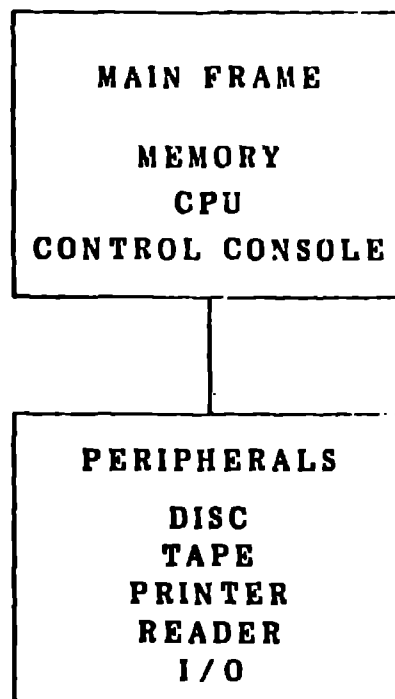 MAIN FRAME
MEMORY
CPU
CONTROL CONSOLE
PERIPHERALS
DISC
TAPE
PRINTER
READER
I/O